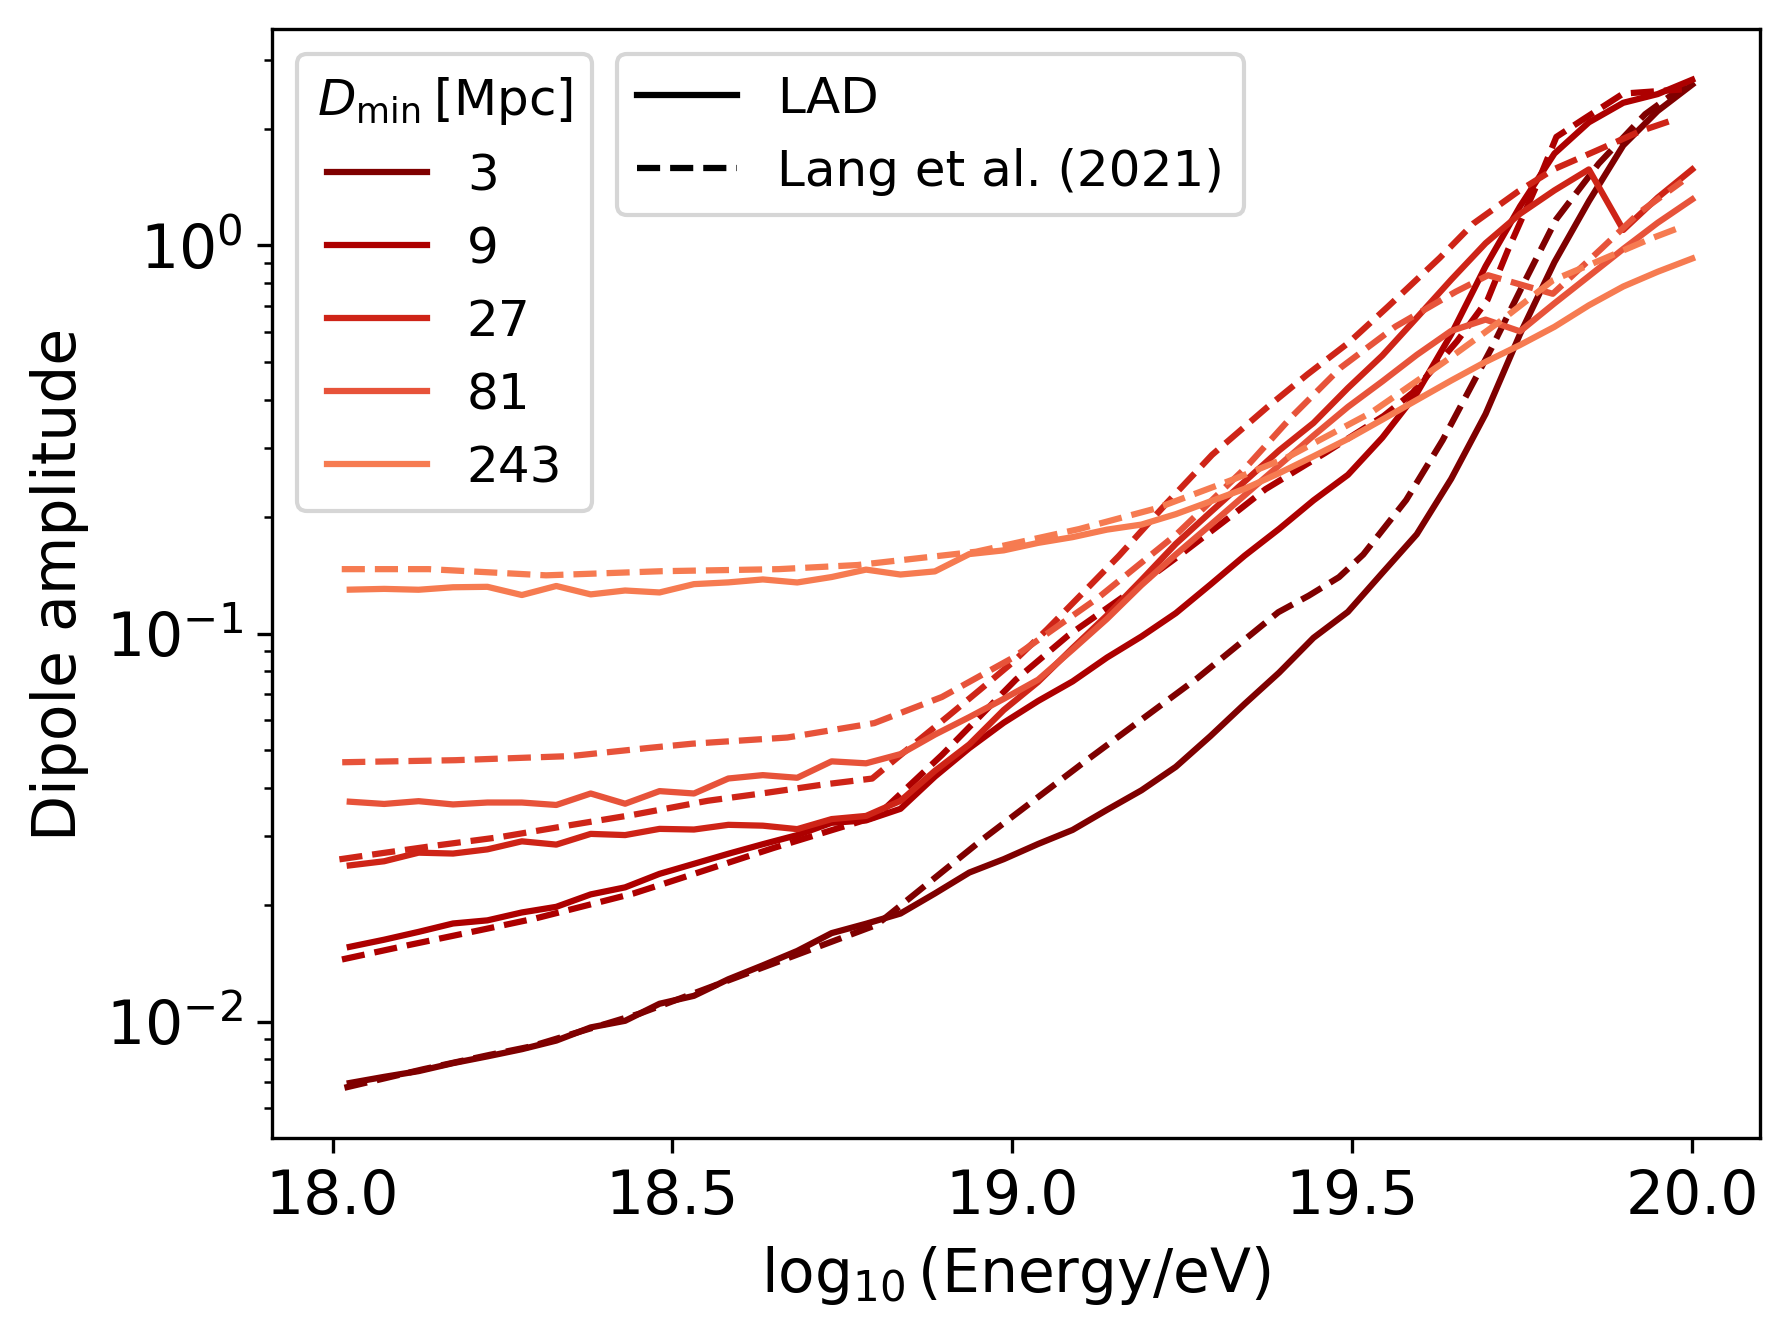 D_min [Mpc]
3
9
27
81
243
LAD
Lang et al. (2021)
Dipole amplitude
10^0
10^−1
10^−2
18.0 18.5 19.0 19.5 20.0
log_10 (Energy/eV)